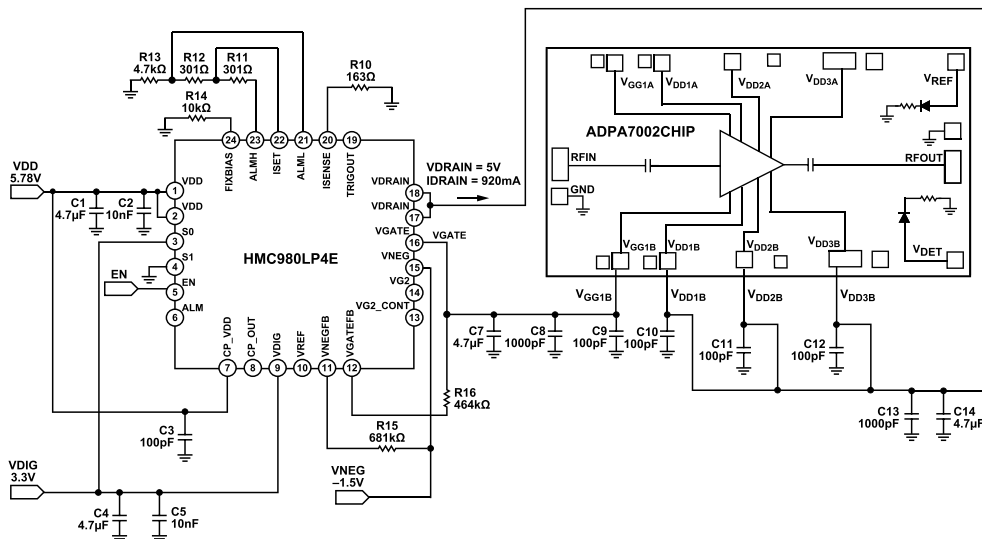 R13
4.7kΩ
R12
301Ω
R11
301Ω
R10
163Ω
R14
10kΩ
24
23
22
21
20
19
FIXBIAS
ALMH
ISET
ALML
ISENSE
TRIGOUT
VDD
5.78V
C1
4.7µF
C2
10nF
1
VDD
2
VDD
3
S0
4
S1
EN
5
EN
6
ALM
HMC980LP4E
VDRAIN
18
VDRAIN
17
VGATE
16
VNEG
15
VG2
14
VG2_CONT
13
VDRAIN = 5V
IDRAIN = 920mA
VGATE
CP_VDD
CP_OUT
VDIG
VREF
VNEGFB
VGATEFB
7
8
9
10
11
12
C3
100pF
R15
681kΩ
R16
464kΩ
VDIG
3.3V
C4
4.7µF
C5
10nF
VNEG
–1.5V
VGG1A
VDD1A
VDD2A
VDD3A
VREF
ADPA7002CHIP
RFIN
RFOUT
GND
VGG1B
VDD1B
VDD2B
VDD3B
VDET
VGG1B
VDD1B
VDD2B
VDD3B
C7
4.7µF
C8
1000pF
C9
100pF
C10
100pF
C11
100pF
C12
100pF
C13
1000pF
C14
4.7µF